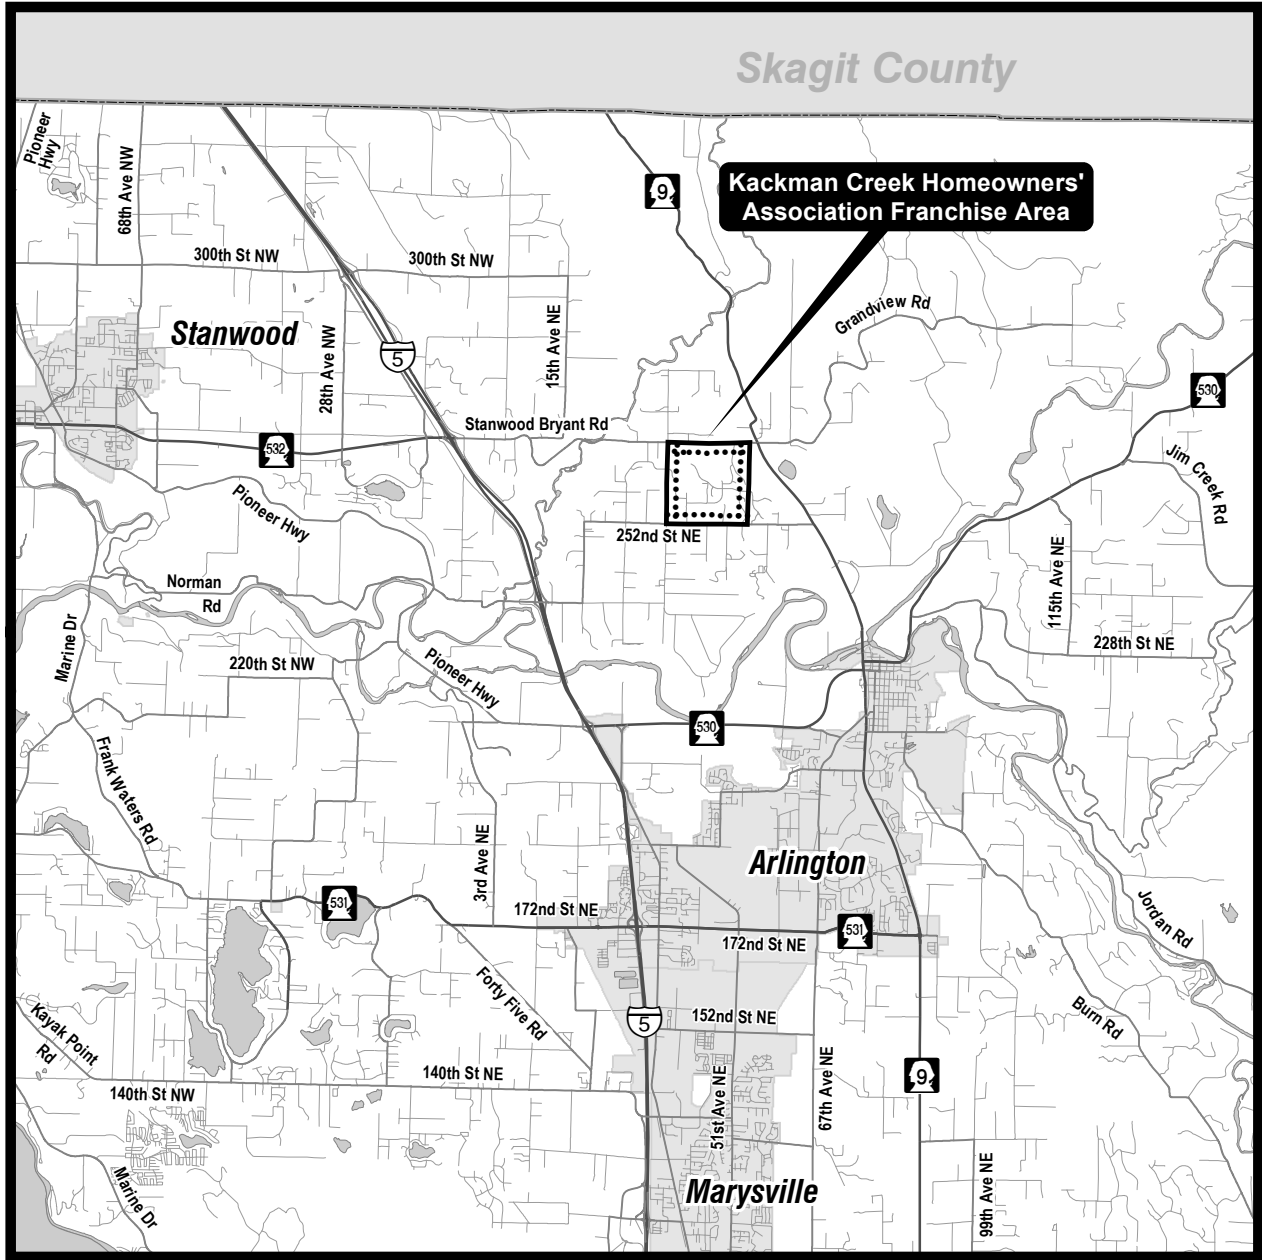 Skagit County
Pioneer
Hwy
68th Ave NW
9
Kackman Creek Homeowners'
Association Franchise Area
300th St NW
300th St NW
Grandview Rd
Stanwood
28th Ave NW
5
15th Ave NE
530
Stanwood Bryant Rd
532
Jim Creek Rd
Pioneer Hwy
252nd St NE
115th Ave NE
Norman
Rd
Marine Dr
228th St NE
220th St NW
Pioneer Hwy
530
Frank Waters Rd
3rd Ave NE
Arlington
531
172nd St NE
531
172nd St NE
Jordan Rd
Forty Five Rd
5
152nd St NE
Burn Rd
Kayak Point
Rd
67th Ave NE
9
140th St NE
140th St NW
51st Ave NE
Marine Dr
Marysville
99th Ave NE